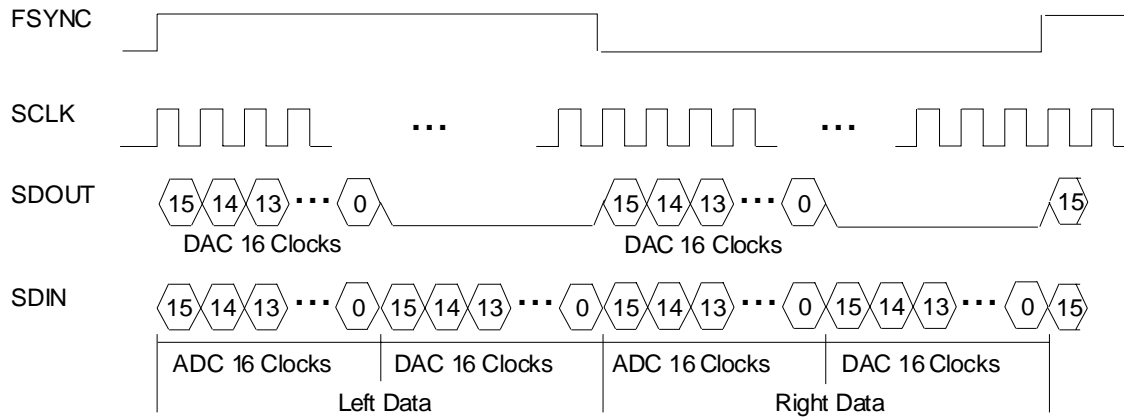 FSYNC
SCLK
... ...
SDOUT
15 14 13 ... 0 15 14 13 ... 0 15
DAC 16 Clocks DAC 16 Clocks
SDIN
15 14 13 ... 0 15 14 13 ... 0 15 14 13 ... 0 15 14 13 ... 0 15
ADC 16 Clocks DAC 16 Clocks ADC 16 Clocks DAC 16 Clocks
Left Data Right Data